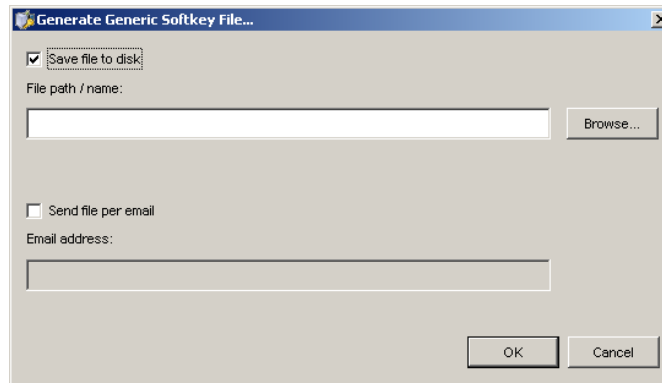 Generate Generic Softkey File...
Save file to disk
File path / name:
Browse...
Send file per email
Email address:
OK
Cancel